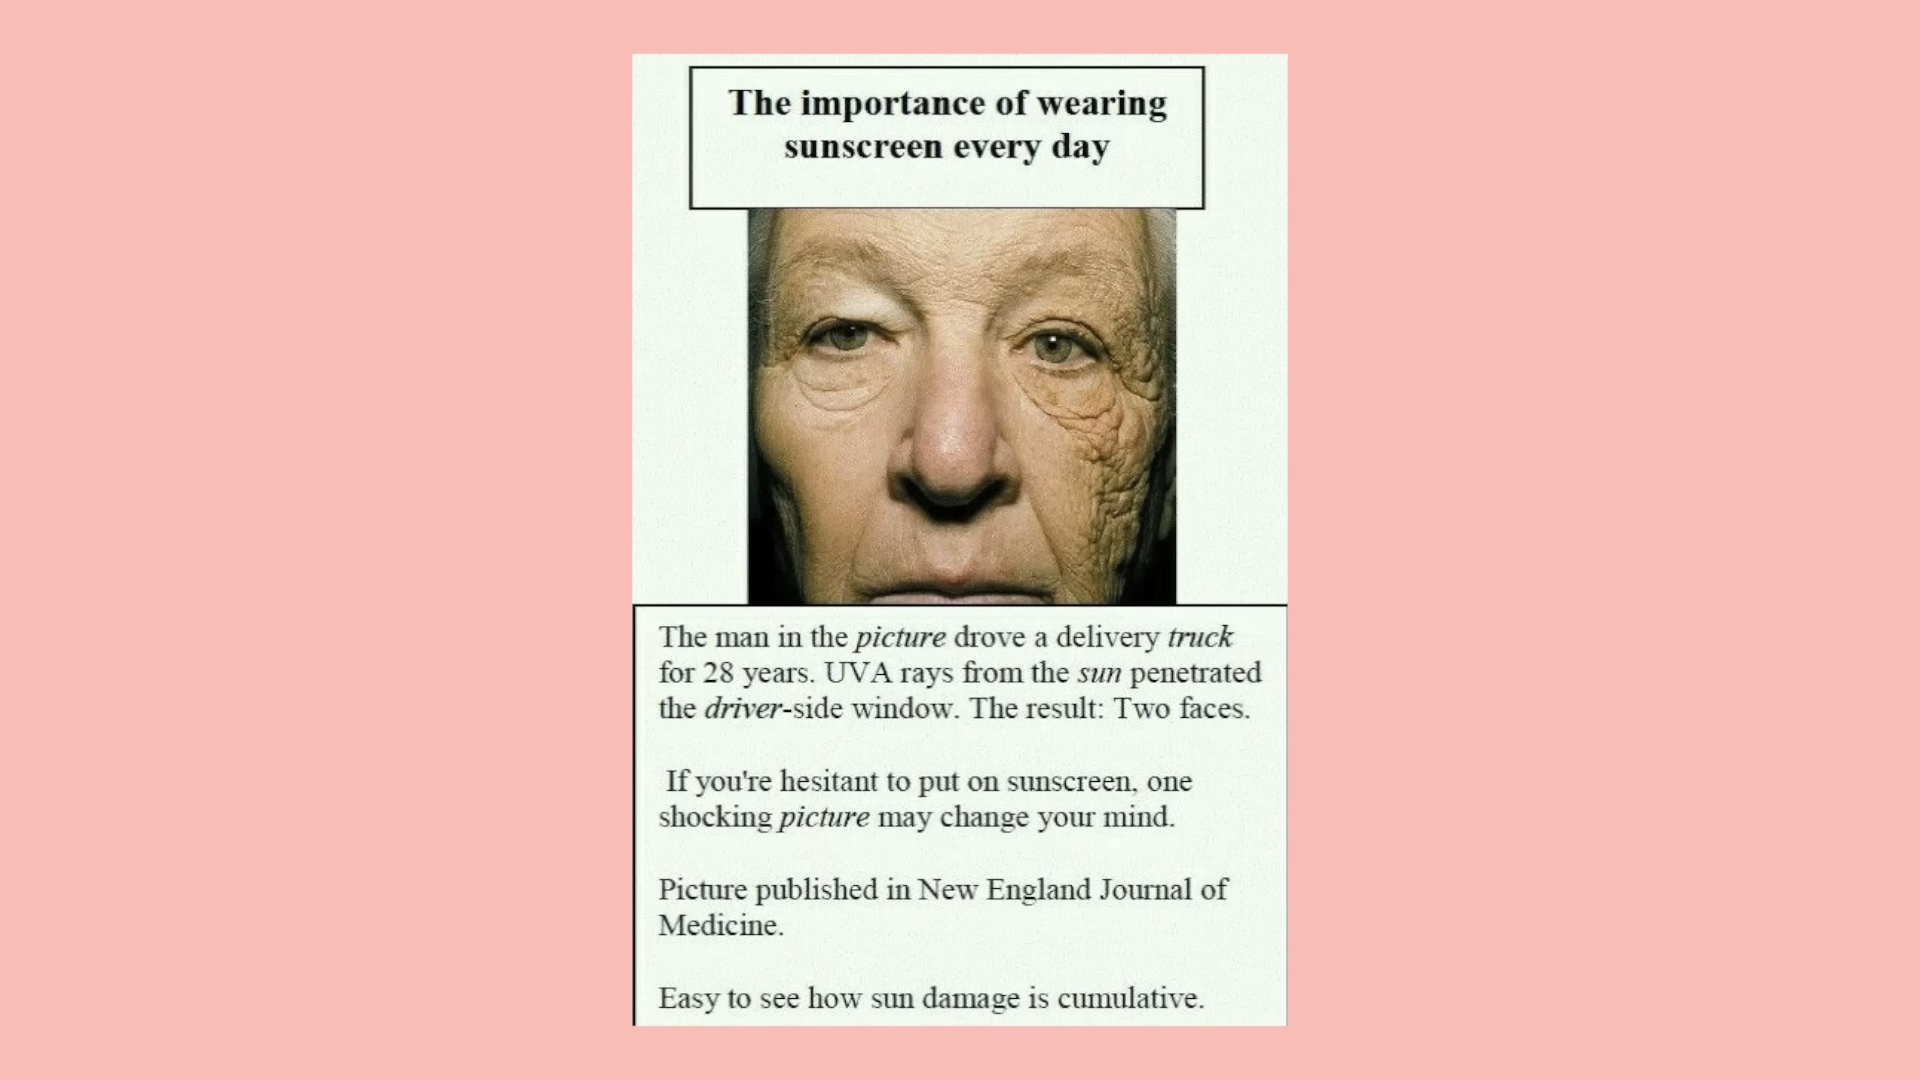 The importance of wearing
sunscreen every day
The man in the picture drove a delivery truck
for 28 years. UVA rays from the sun penetrated
the driver-side window. The result: Two faces.
If you're hesitant to put on sunscreen, one
shocking picture may change your mind.
Picture published in New England Journal of
Medicine.
Easy to see how sun damage is cumulative.